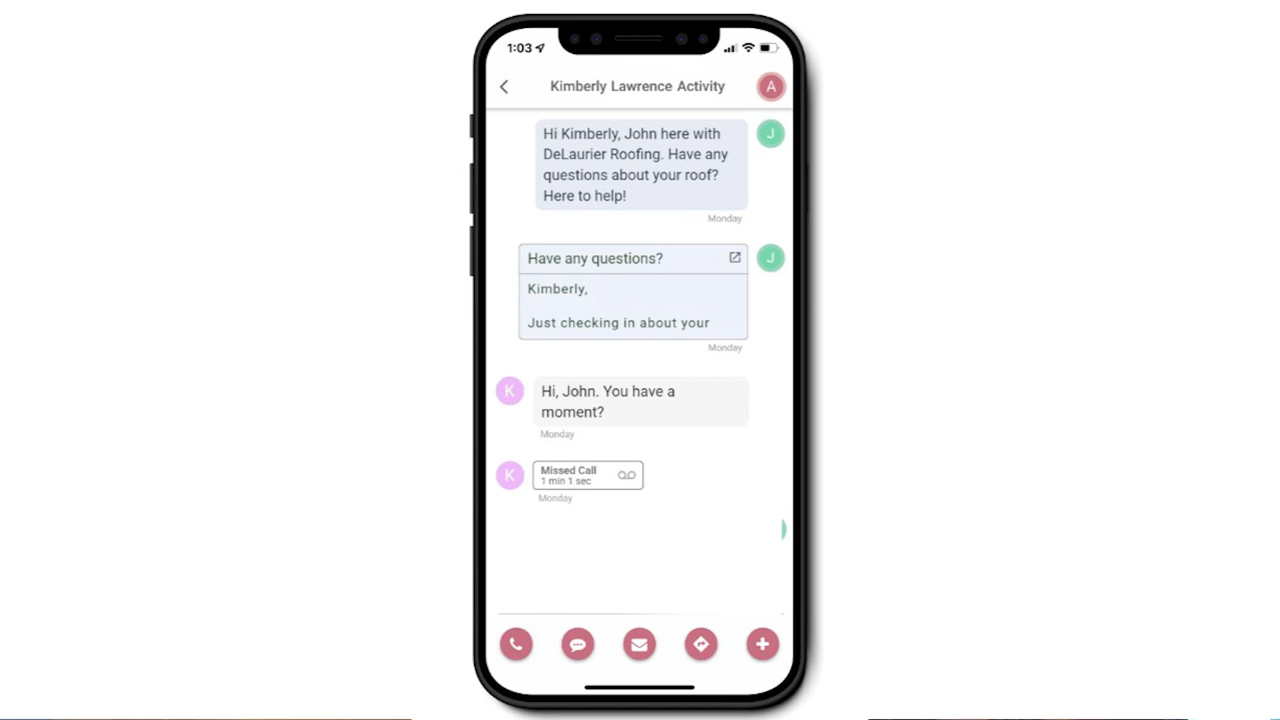 1:03
Kimberly Lawrence Activity
A
Hi Kimberly, John here with
DeLaurier Roofing. Have any
questions about your roof?
Here to help!
J
Monday
Have any questions?
J
Kimberly,
Just checking in about your
Monday
K
Hi, John. You have a
moment?
Monday
K
Missed Call
1 min 1 sec
Monday